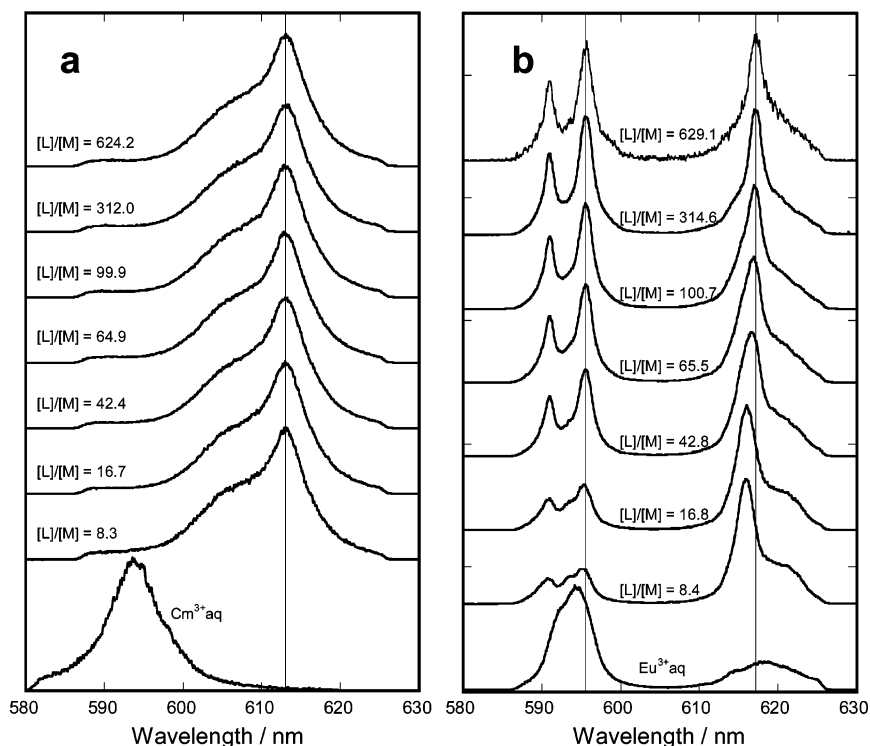 a
[L]/[M] = 624.2
[L]/[M] = 312.0
[L]/[M] = 99.9
[L]/[M] = 64.9
[L]/[M] = 42.4
[L]/[M] = 16.7
[L]/[M] = 8.3
Cm³⁺aq
580 590 600 610 620 630
Wavelength / nm
b
[L]/[M] = 629.1
[L]/[M] = 314.6
[L]/[M] = 100.7
[L]/[M] = 65.5
[L]/[M] = 42.8
[L]/[M] = 16.8
[L]/[M] = 8.4
Eu³⁺aq
580 590 600 610 620 630
Wavelength / nm